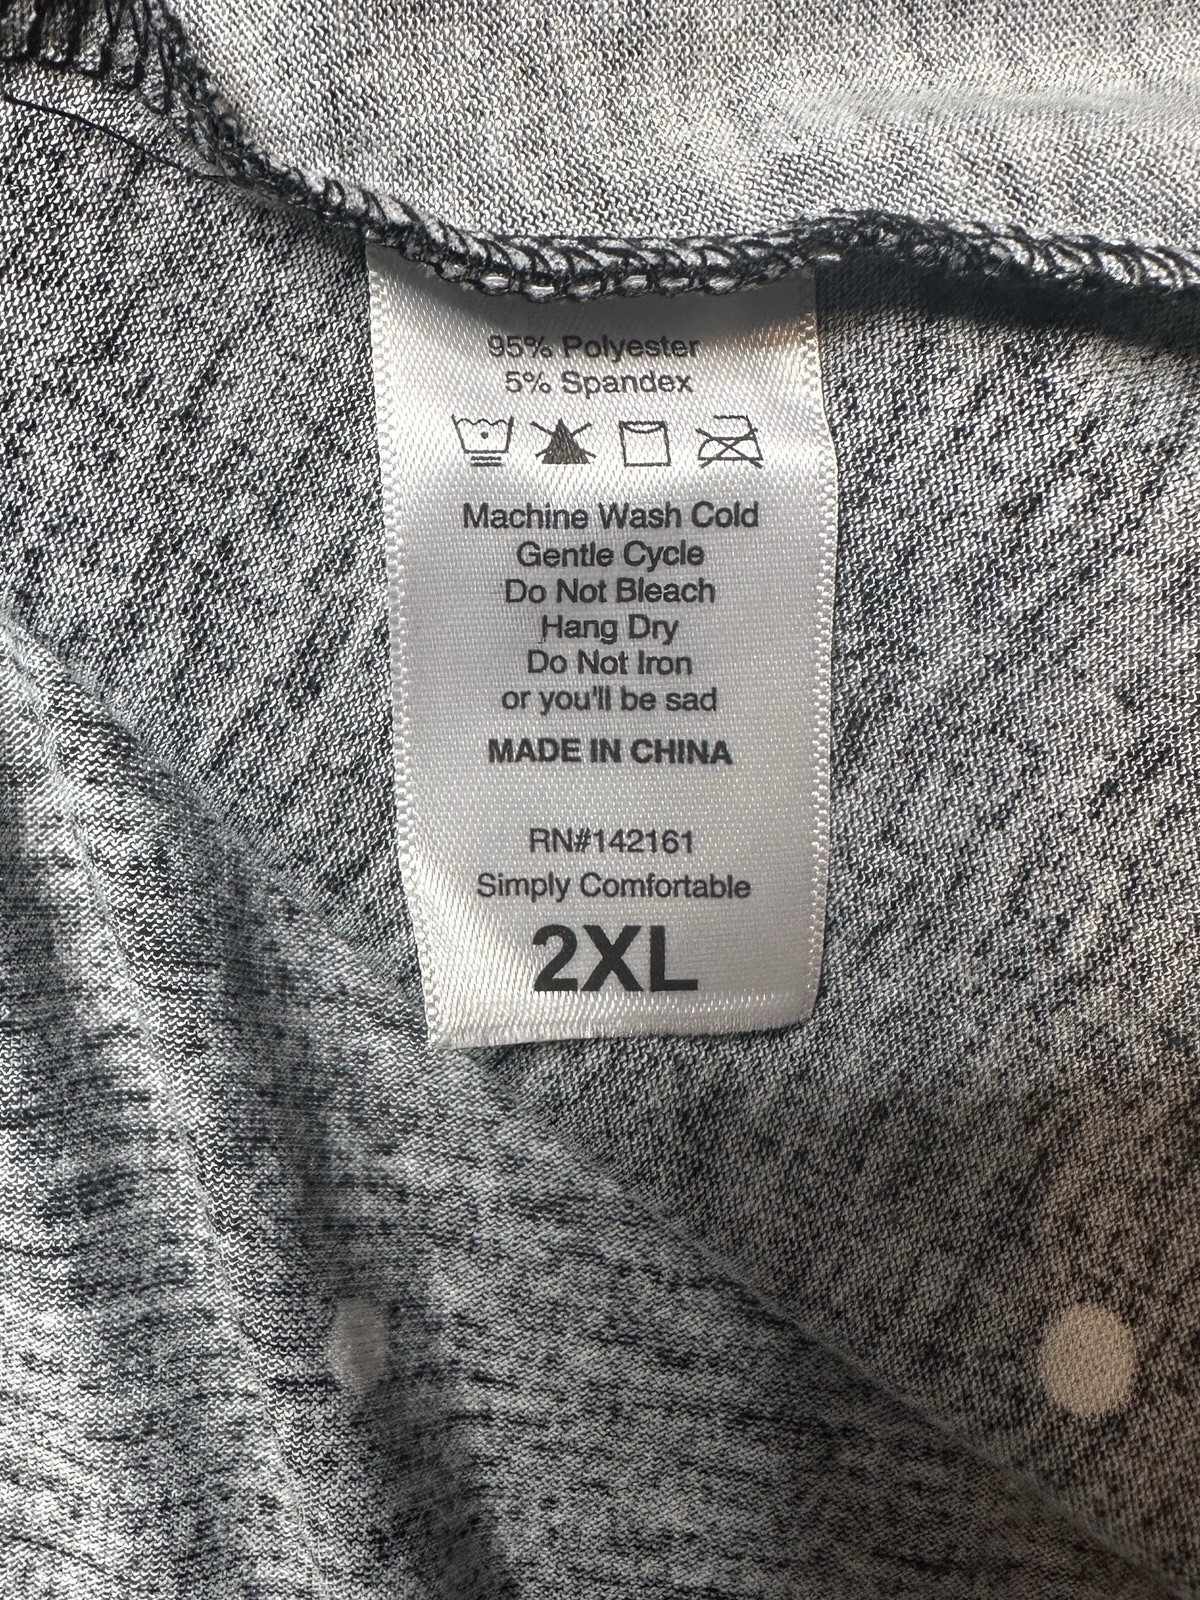 95% Polyester
5% Spandex
Machine Wash Cold
Gentle Cycle
Do Not Bleach
Hang Dry
Do Not Iron
or you'll be sad
MADE IN CHINA
RN#142161
Simply Comfortable
2XL